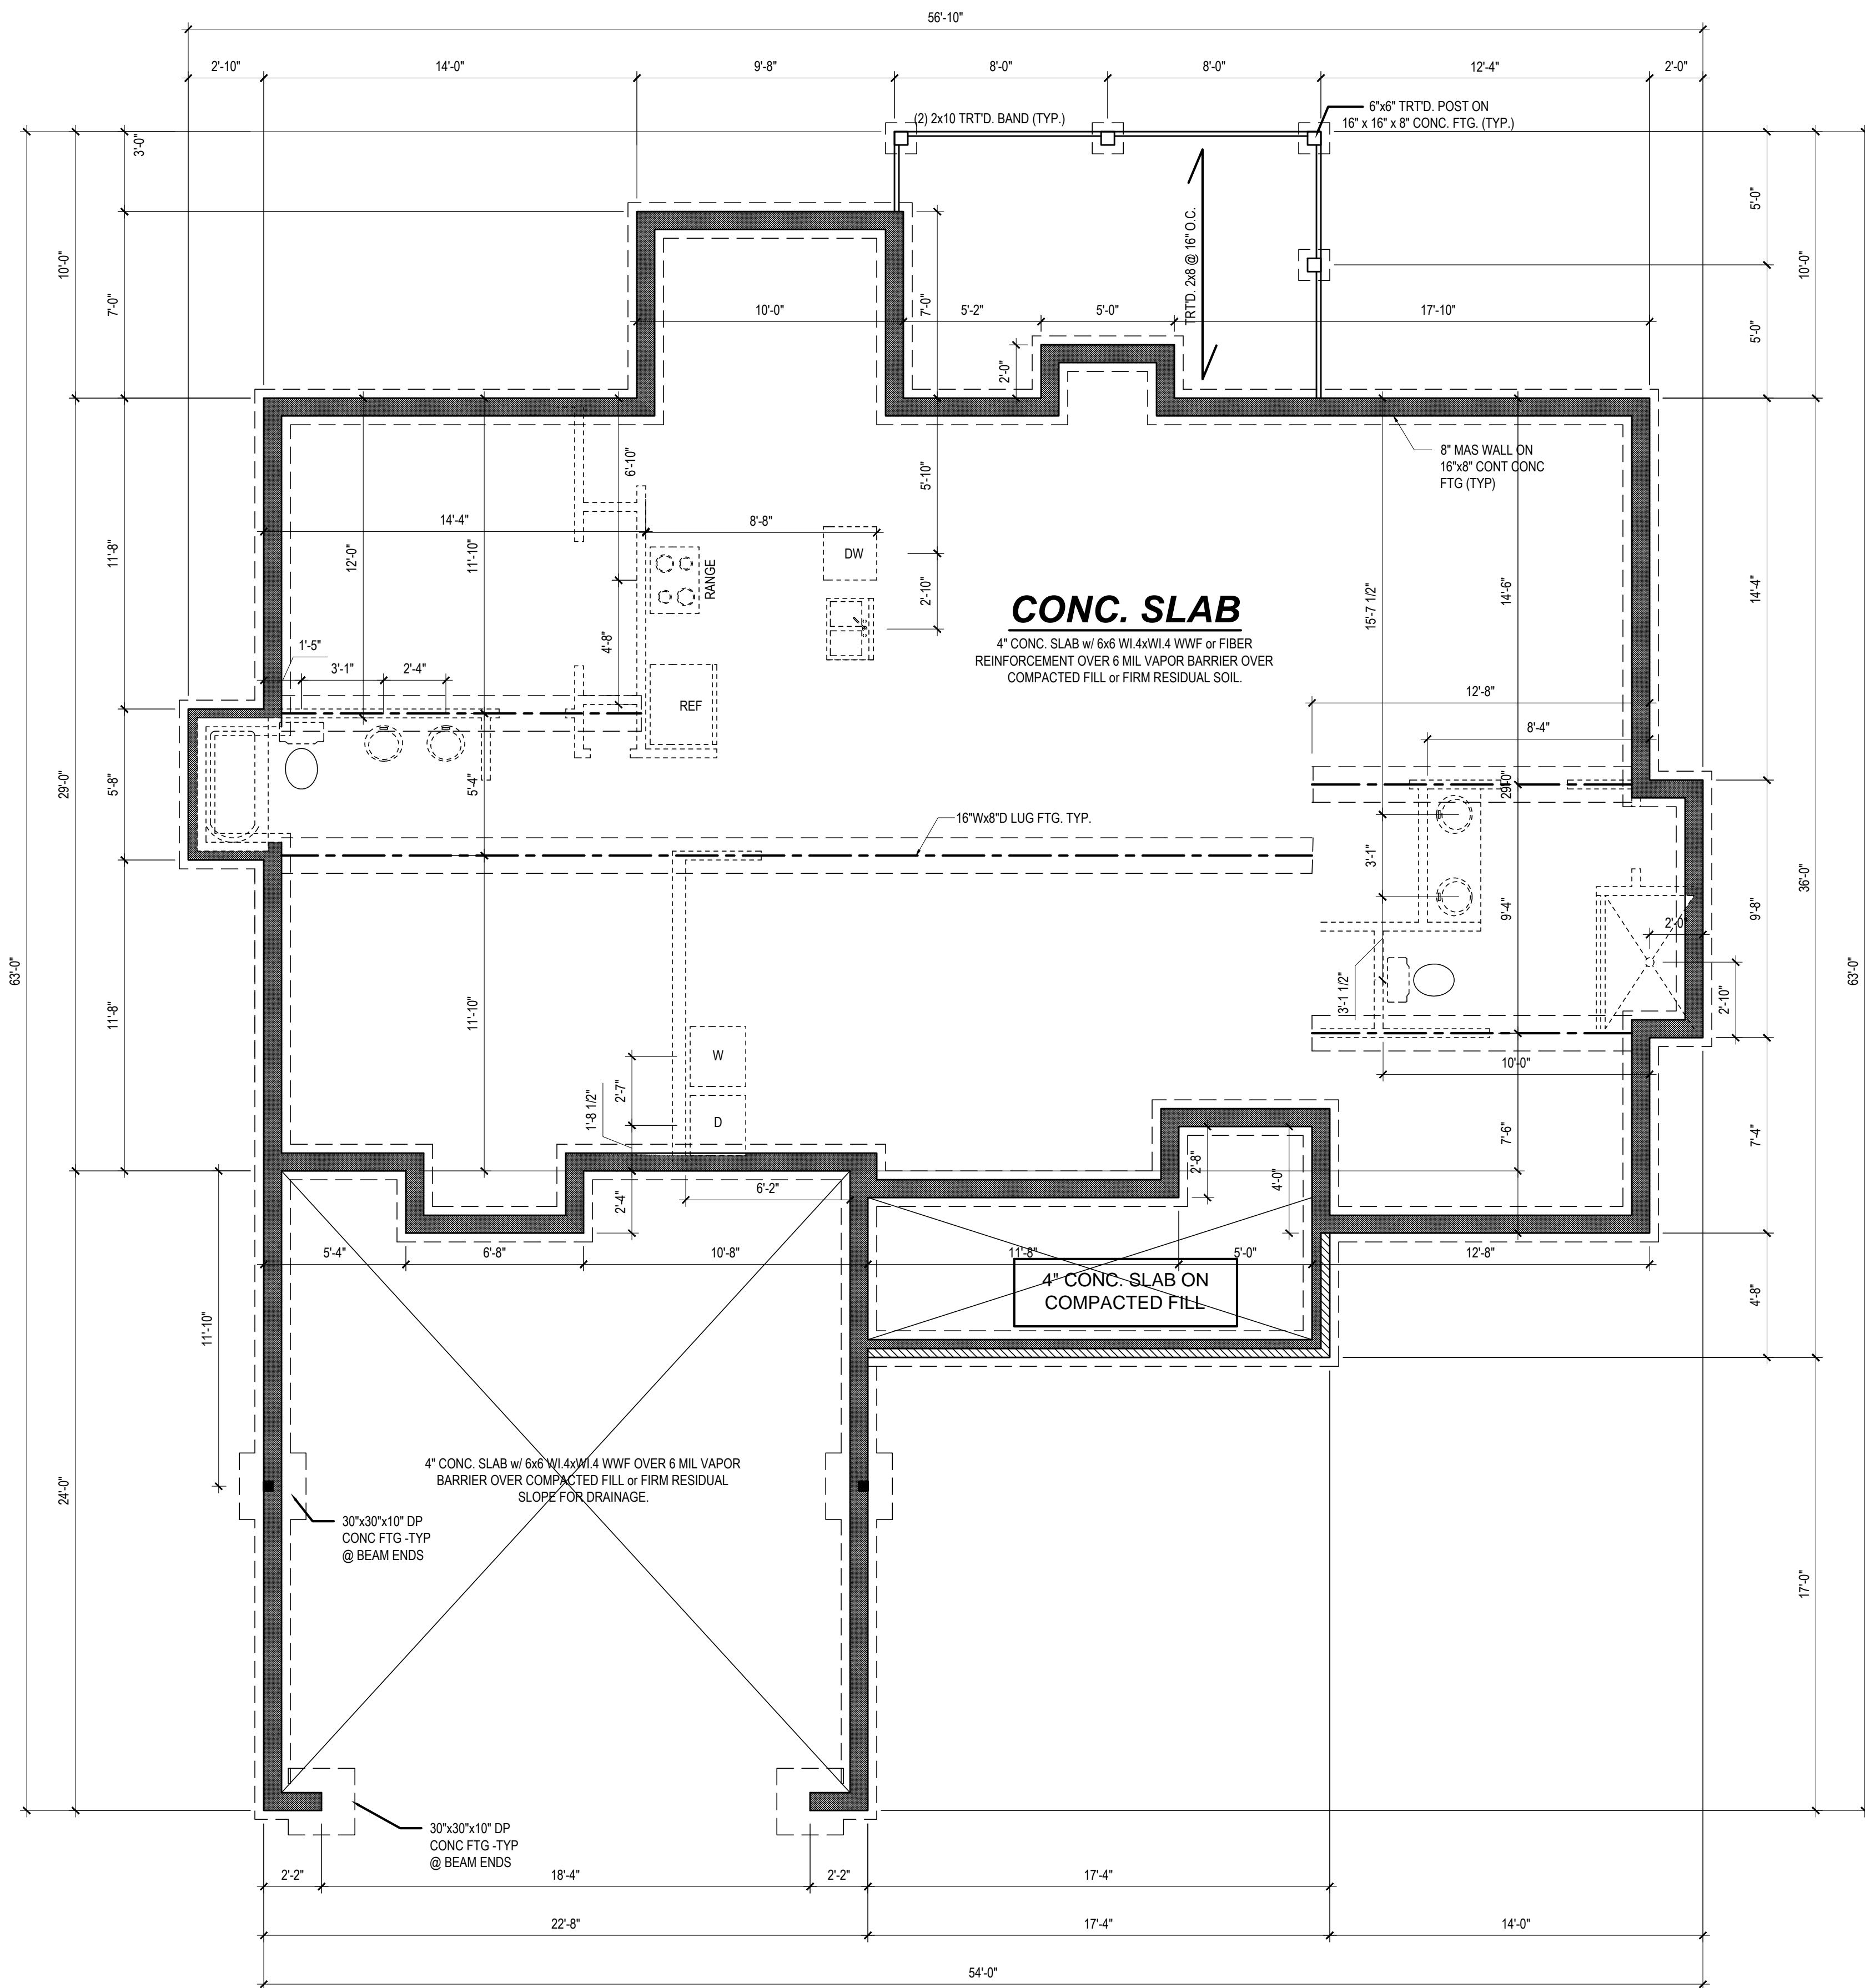 56'-10"
2'-10"
14'-0"
9'-8"
8'-0"
8'-0"
12'-4"
2'-0"
(2) 2x10 TRT'D. BAND (TYP.)
6"x6" TRT'D. POST ON
16" x 16" x 8" CONC. FTG. (TYP.)
3'-0"
10'-0"
7'-0"
TRT'D. 2x8 @ 16" O.C.
5'-0"
10'-0"
5'-0"
10'-0"
7'-0"
5'-2"
5'-0"
17'-10"
2'-0"
8" MAS WALL ON
16"x8" CONT CONC
FTG (TYP)
6'-10"
5'-10"
14'-4"
8'-8"
11'-8"
12'-0"
11'-10"
DW
RANGE
2'-10"
15'-7 1/2"
14'-6"
14'-4"
CONC. SLAB
4" CONC. SLAB w/ 6x6 WI.4xWI.4 WWF or FIBER
REINFORCEMENT OVER 6 MIL VAPOR BARRIER OVER
COMPACTED FILL or FIRM RESIDUAL SOIL.
4'-8"
1'-5"
3'-1"
2'-4"
REF
12'-8"
8'-4"
29'-0"
5'-8"
5'-4"
29'-0"
16"Wx8"D LUG FTG. TYP.
3'-1"
9'-4"
9'-8"
36'-0"
2'-0"
63'-0"
63'-0"
11'-8"
11'-10"
3'-1 1/2"
2'-10"
W
10'-0"
2'-7"
1'-8 1/2"
D
7'-6"
7'-4"
2'-8"
4'-0"
6'-2"
2'-4"
5'-4"
6'-8"
10'-8"
11'-8"
5'-0"
12'-8"
4" CONC. SLAB ON
COMPACTED FILL
4'-8"
11'-10"
4" CONC. SLAB w/ 6x6 WI.4xWI.4 WWF OVER 6 MIL VAPOR
BARRIER OVER COMPACTED FILL or FIRM RESIDUAL
SLOPE FOR DRAINAGE.
24'-0"
30"x30"x10" DP
CONC FTG -TYP
@ BEAM ENDS
17'-0"
30"x30"x10" DP
CONC FTG -TYP
@ BEAM ENDS
2'-2"
18'-4"
2'-2"
17'-4"
22'-8"
17'-4"
14'-0"
54'-0"